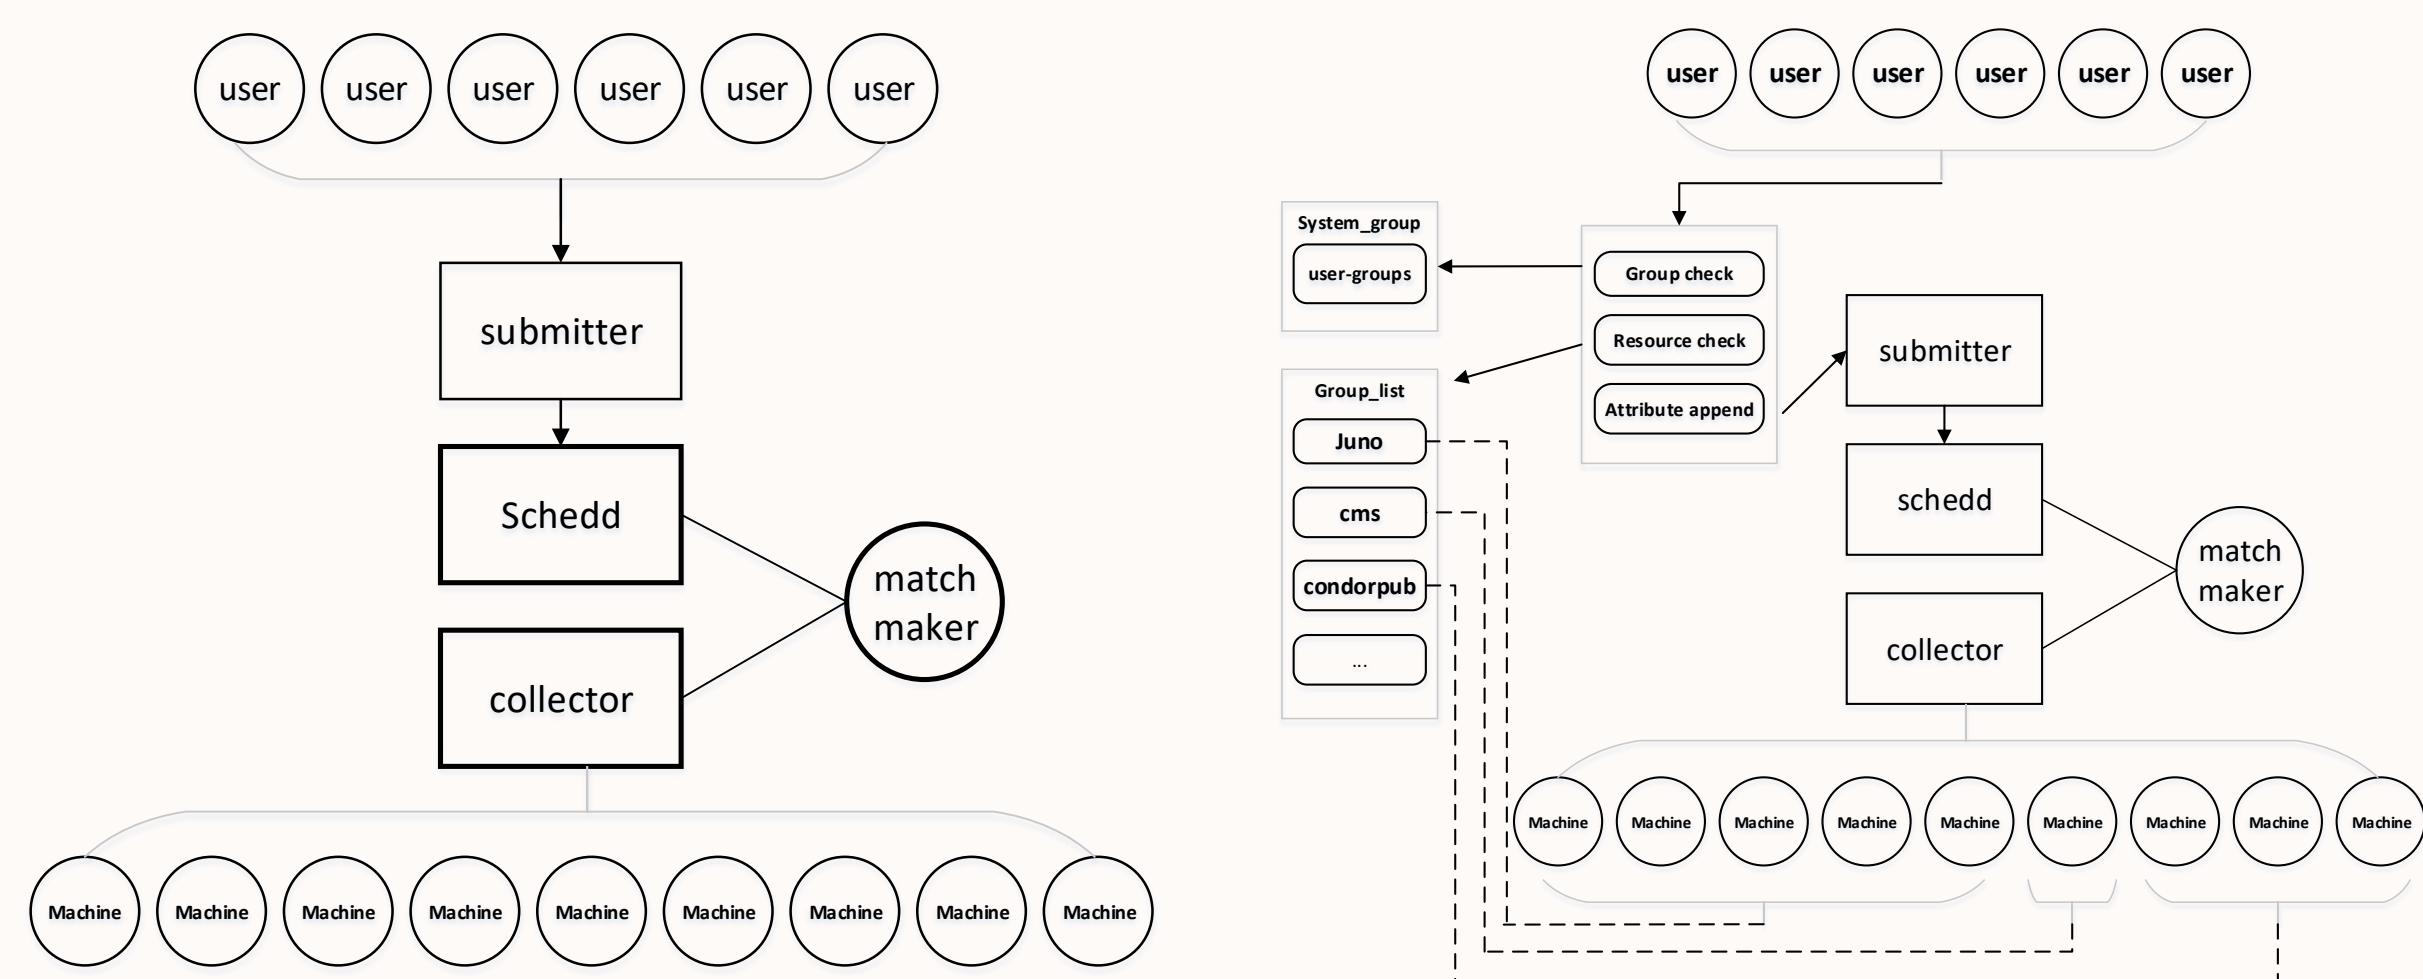 user
user
user
user
user
user
submitter
Schedd
match
maker
collector
Machine
Machine
Machine
Machine
Machine
Machine
Machine
Machine
Machine
user
user
user
user
user
user
System_group
user-groups
Group check
Resource check
Attribute append
Group_list
Juno
cms
condorpub
...
submitter
schedd
match
maker
collector
Machine
Machine
Machine
Machine
Machine
Machine
Machine
Machine
Machine